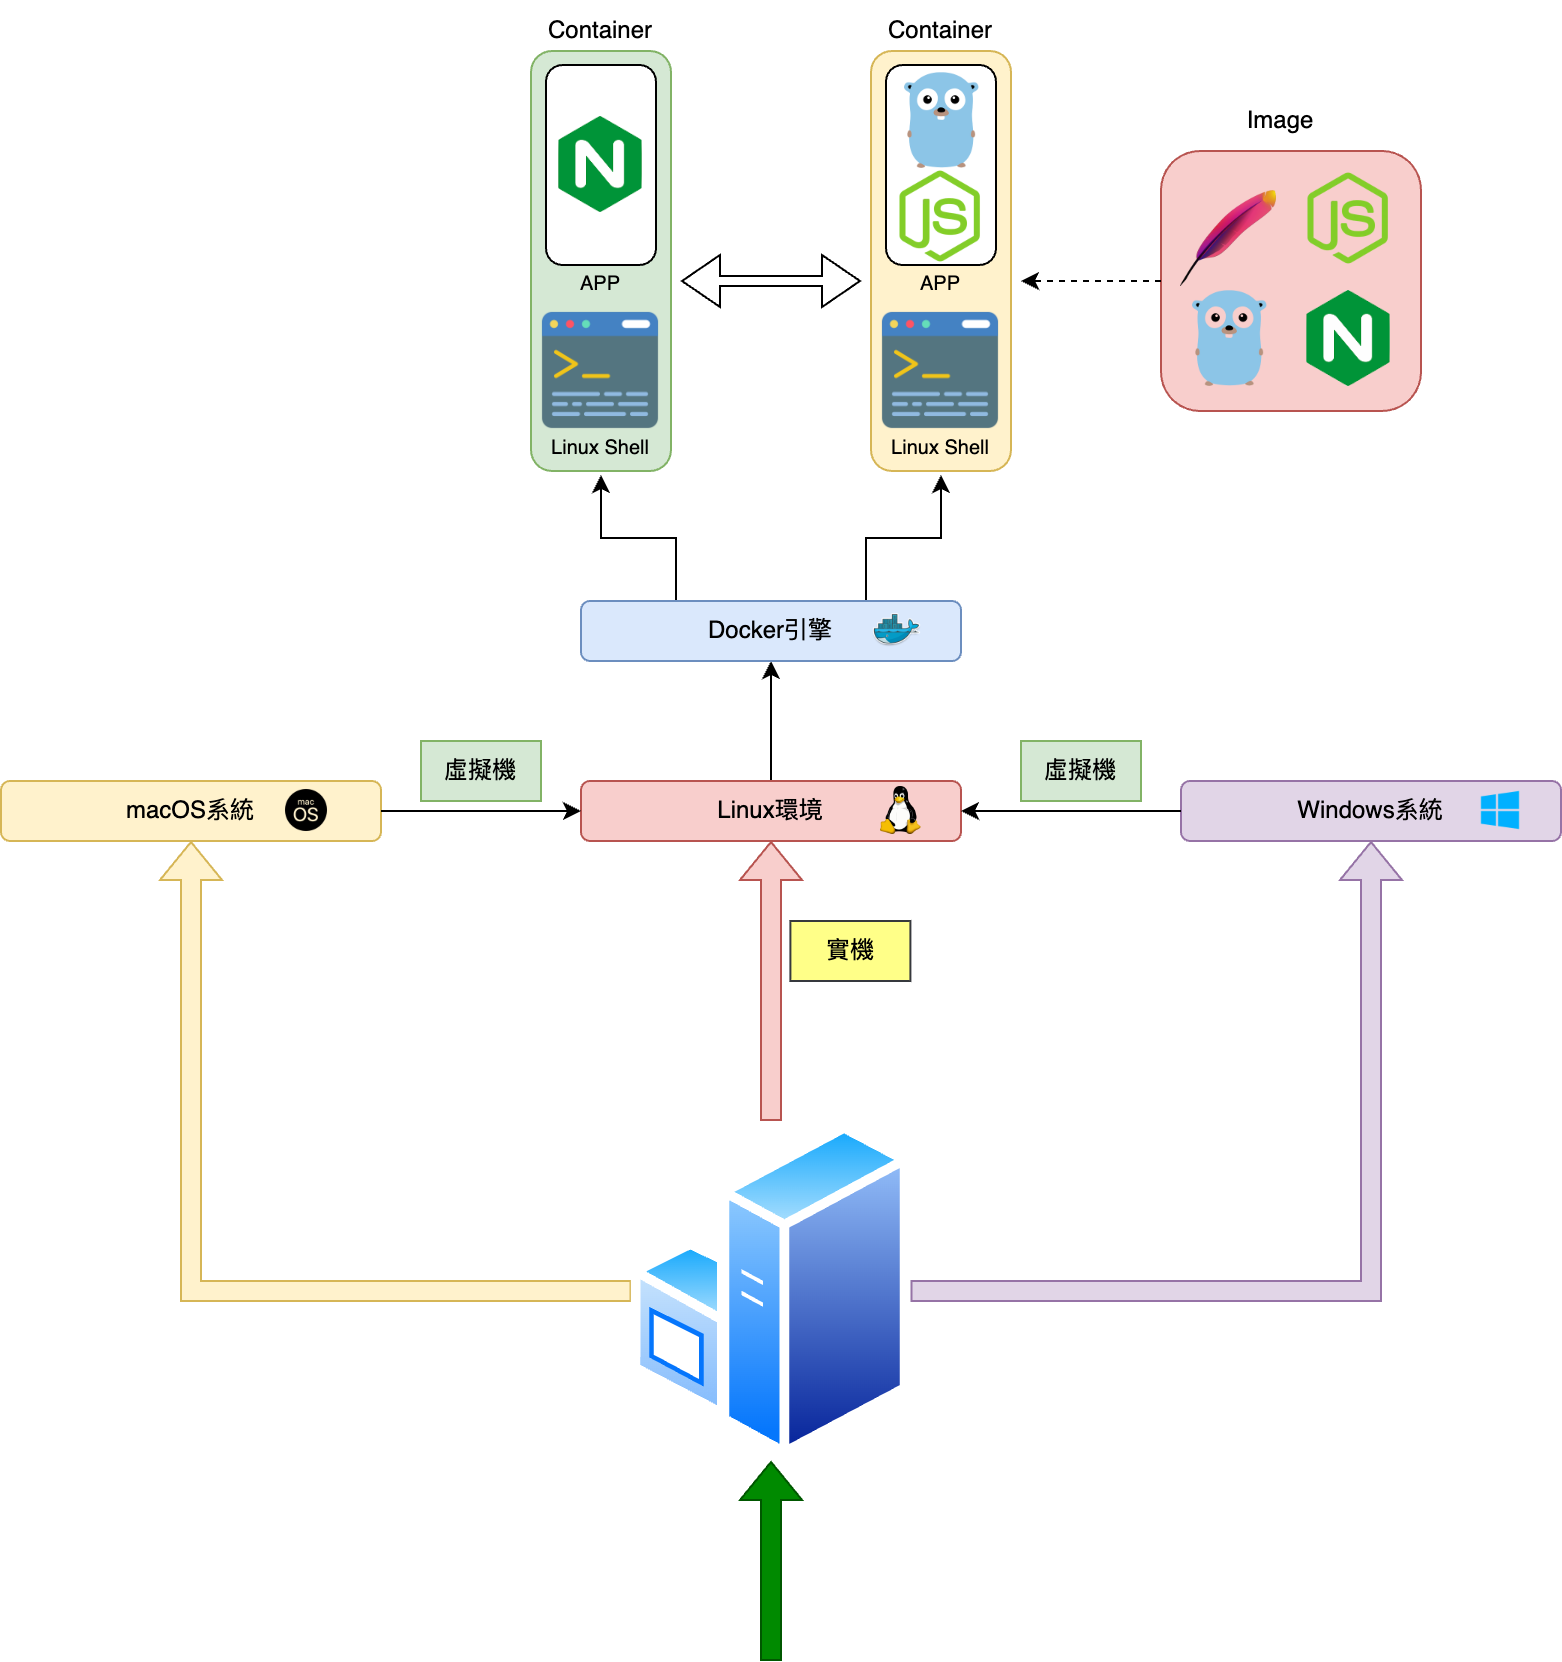 Container
Container
Image
JS
JS
N
N
APP
APP
>_
>_
Linux Shell
Linux Shell
Docker引擎
虛擬機
虛擬機
macOS系統
mac
OS
Linux環境
Windows系統
實機